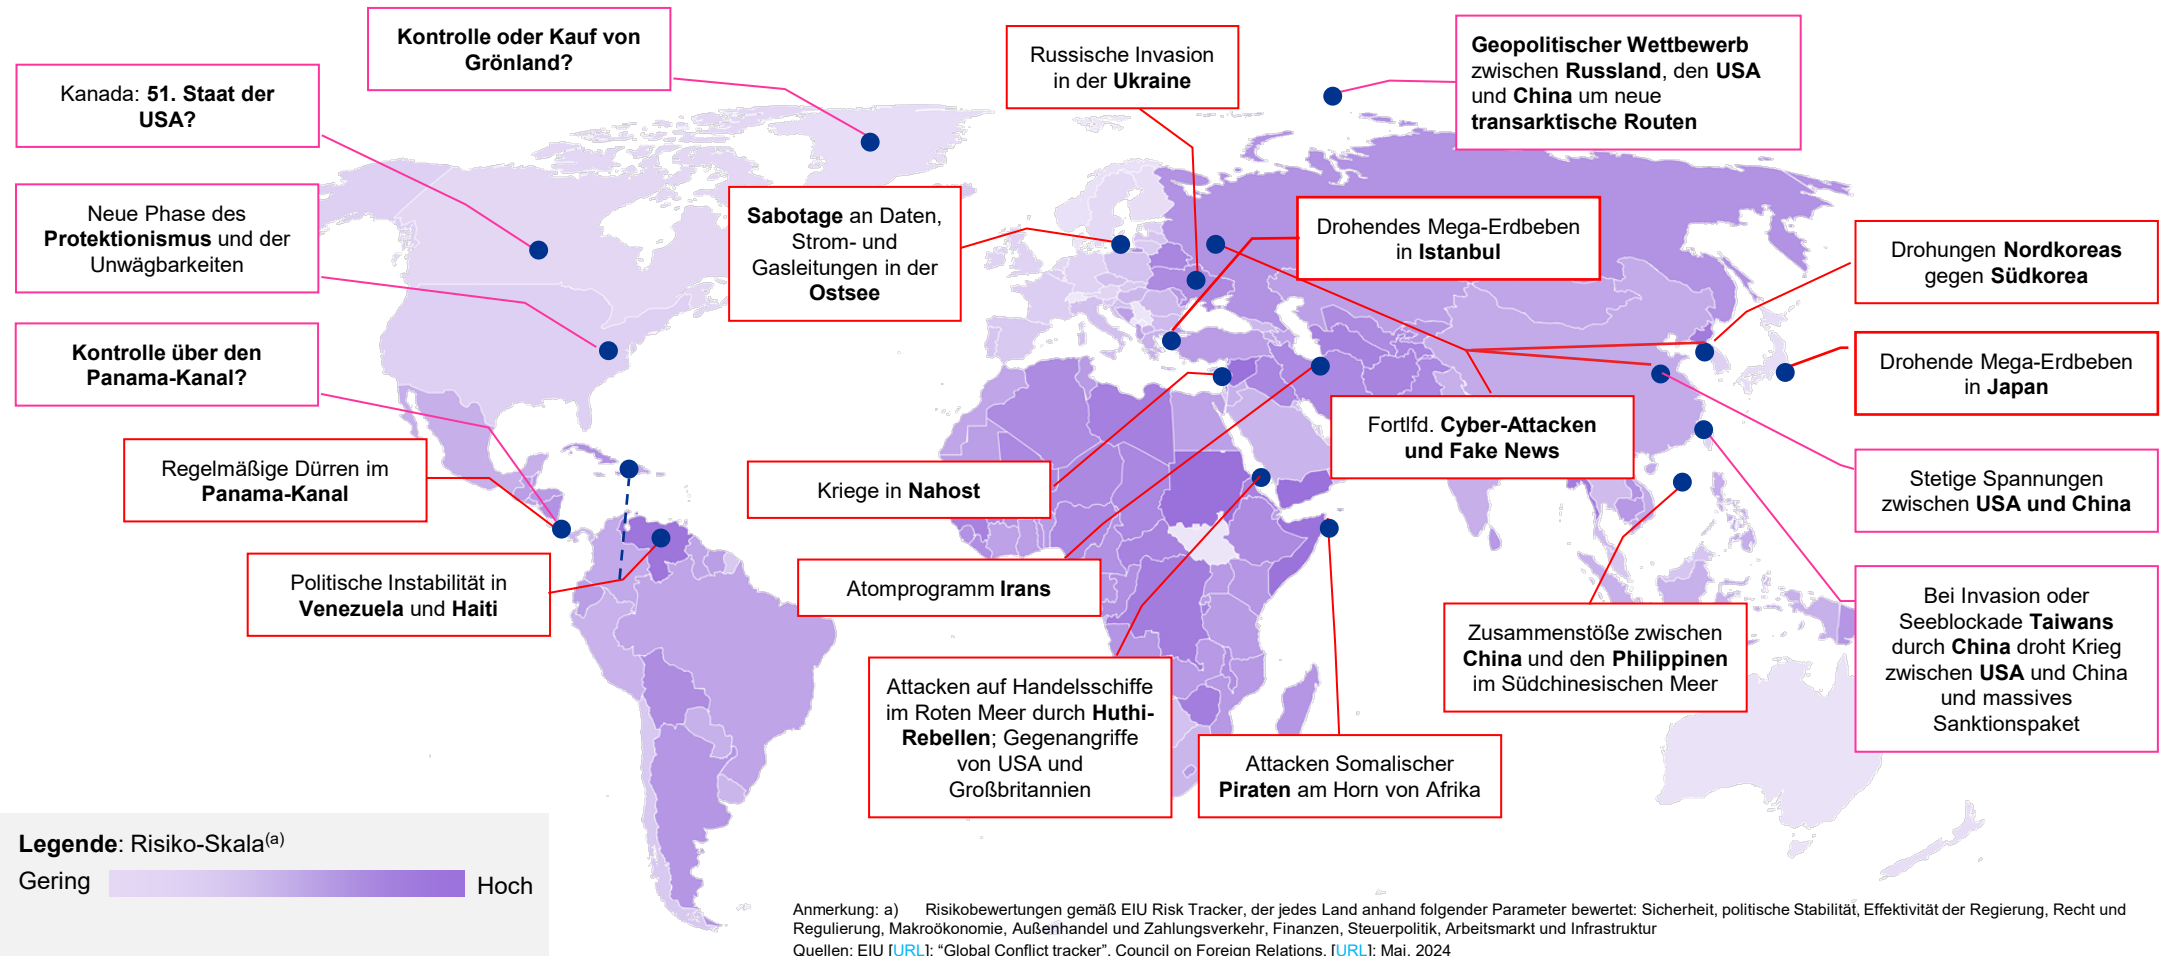 Kontrolle oder Kauf von
Grönland?
Kanada: 51. Staat der
USA?
Neue Phase des
Protektionismus und der
Unwägbarkeiten
Kontrolle über den
Panama-Kanal?
Regelmäßige Dürren im
Panama-Kanal
Politische Instabilität in
Venezuela und Haiti
Russische Invasion
in der Ukraine
Geopolitischer Wettbewerb
zwischen Russland, den USA
und China um neue
transarktische Routen
Sabotage an Daten,
Strom- und
Gasleitungen in der
Ostsee
Drohendes Mega-Erdbeben
in Istanbul
Drohungen Nordkoreas
gegen Südkorea
Drohende Mega-Erdbeben
in Japan
Fortlfd. Cyber-Attacken
und Fake News
Kriege in Nahost
Stetige Spannungen
zwischen USA und China
Atomprogramm Irans
Bei Invasion oder
Seeblockade Taiwans
durch China droht Krieg
zwischen USA und China
und massives
Sanktionspaket
Zusammenstöße zwischen
China und den Philippinen
im Südchinesischen Meer
Attacken auf Handelsschiffe
im Roten Meer durch Huthi-
Rebellen; Gegenangriffe
von USA und
Großbritannien
Attacken Somalischer
Piraten am Horn von Afrika
Legende: Risiko-Skala(a)
Gering
Hoch
Anmerkung: a) Risikobewertungen gemäß EIU Risk Tracker, der jedes Land anhand folgender Parameter bewertet: Sicherheit, politische Stabilität, Effektivität der Regierung, Recht und
Regulierung, Makroökonomie, Außenhandel und Zahlungsverkehr, Finanzen, Steuerpolitik, Arbeitsmarkt und Infrastruktur
Quellen: EIU [URL]; “Global Conflict tracker”, Council on Foreign Relations, [URL]; Mai, 2024